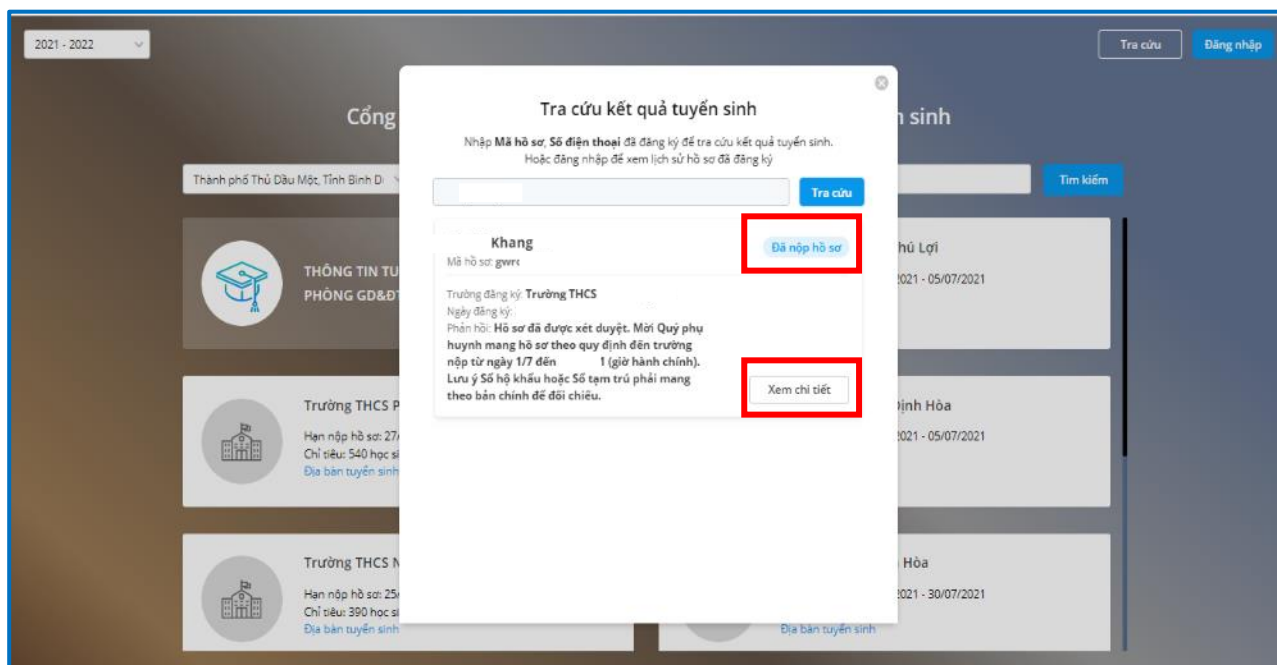 2021 - 2022
Tra cứu
Đăng nhập
Tra cứu kết quả tuyển sinh
Cổng
sinh
Nhập Mã hồ sơ, Số điện thoại đã đăng ký để tra cứu kết quả tuyển sinh.
Hoặc đăng nhập để xem lịch sử hồ sơ đã đăng ký
Thành phố Thủ Dầu Một, Tỉnh Bình D
Tra cứu
Tìm kiếm
Khang
Đã nộp hồ sơ
Mã hồ sơ: gwrc
THÔNG TIN TU
PHÒNG GD&ĐT
Trường đăng ký: Trường THCS
Ngày đăng ký:
Phản hồi: Hồ sơ đã được xét duyệt. Mời Quý phụ
huynh mang hồ sơ theo quy định đến trường
nộp từ ngày 1/7 đến 1 (giờ hành chính).
Lưu ý Sổ hộ khẩu hoặc Sổ tạm trú phải mang
theo bản chính để đối chiếu.
Xem chi tiết
hú Lợi
2021 - 05/07/2021
Trường THCS P
Hạn nộp hồ sơ: 27/
Chỉ tiêu: 540 học si
Địa bàn tuyển sinh
Định Hòa
2021 - 05/07/2021
Trường THCS N
Hạn nộp hồ sơ: 25/
Chỉ tiêu: 390 học si
Địa bàn tuyển sinh
Hòa
2021 - 30/07/2021
Địa bàn tuyển sinh